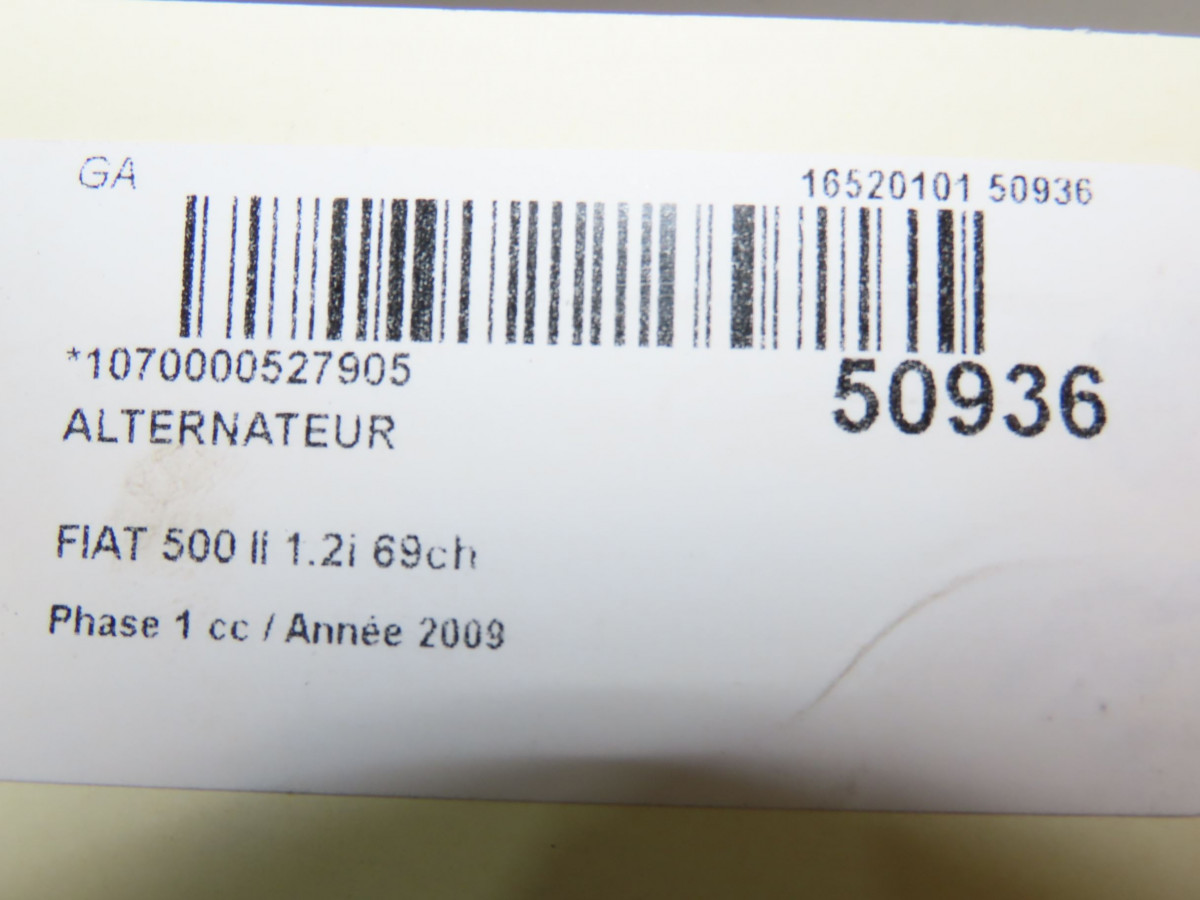 GA
16520101 50936
*1070000527905
50936
ALTERNATEUR
FIAT 500 II 1.2i 69ch
Phase 1 cc / Année 2009